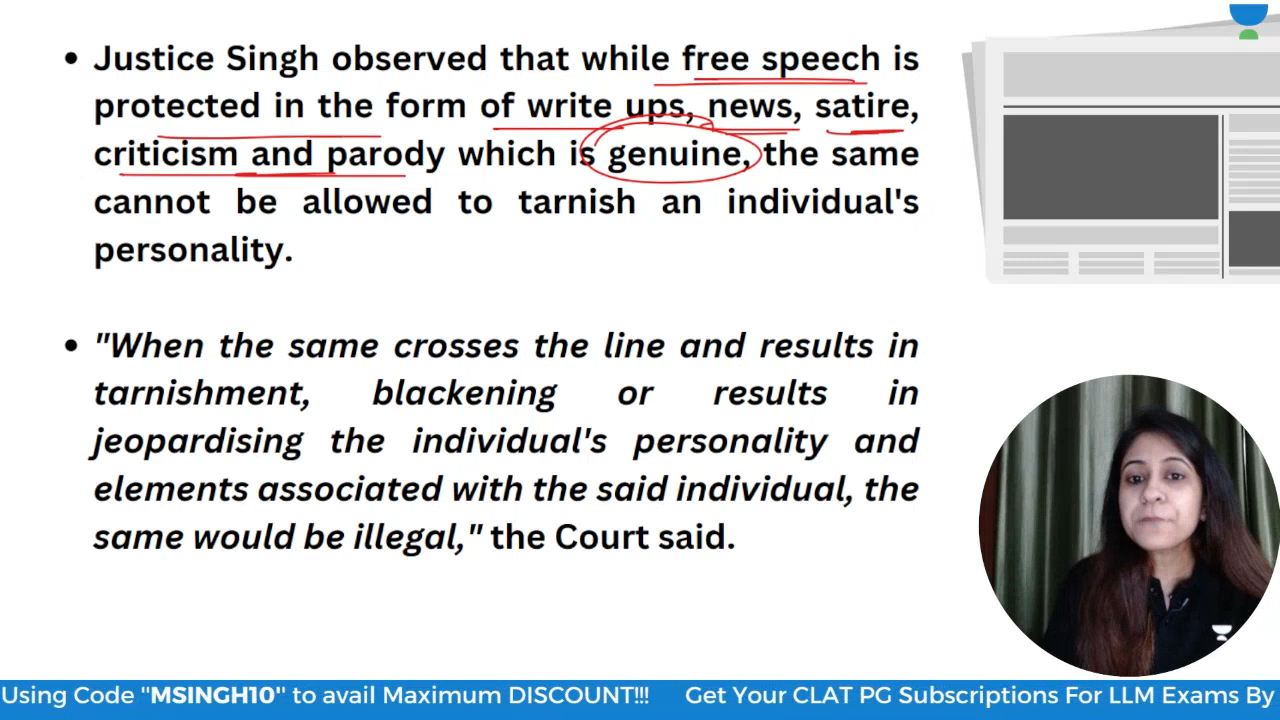 • Justice Singh observed that while free speech is
protected in the form of write ups, news, satire,
criticism and parody which is genuine, the same
cannot be allowed to tarnish an individual's
personality.
• "When the same crosses the line and results in
tarnishment, blackening or results in
jeopardising the individual's personality and
elements associated with the said individual, the
same would be illegal," the Court said.
Using Code "MSINGH10" to avail Maximum DISCOUNT!!! Get Your CLAT PG Subscriptions For LLM Exams By